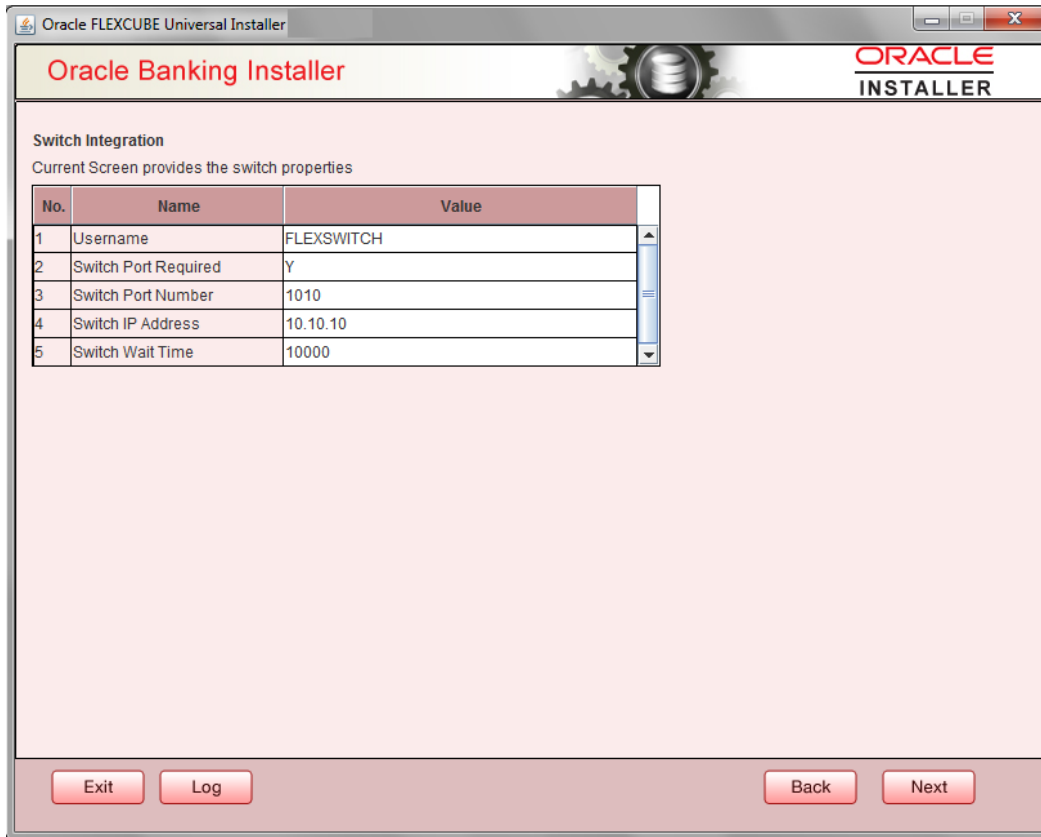 Oracle FLEXCUBE Universal Installer
Oracle Banking Installer
ORACLE
INSTALLER
Switch Integration
Current Screen provides the switch properties
No. Name Value
1 Username FLEXSWITCH
2 Switch Port Required Y
3 Switch Port Number 1010
4 Switch IP Address 10.10.10
5 Switch Wait Time 10000
Exit Log Back Next